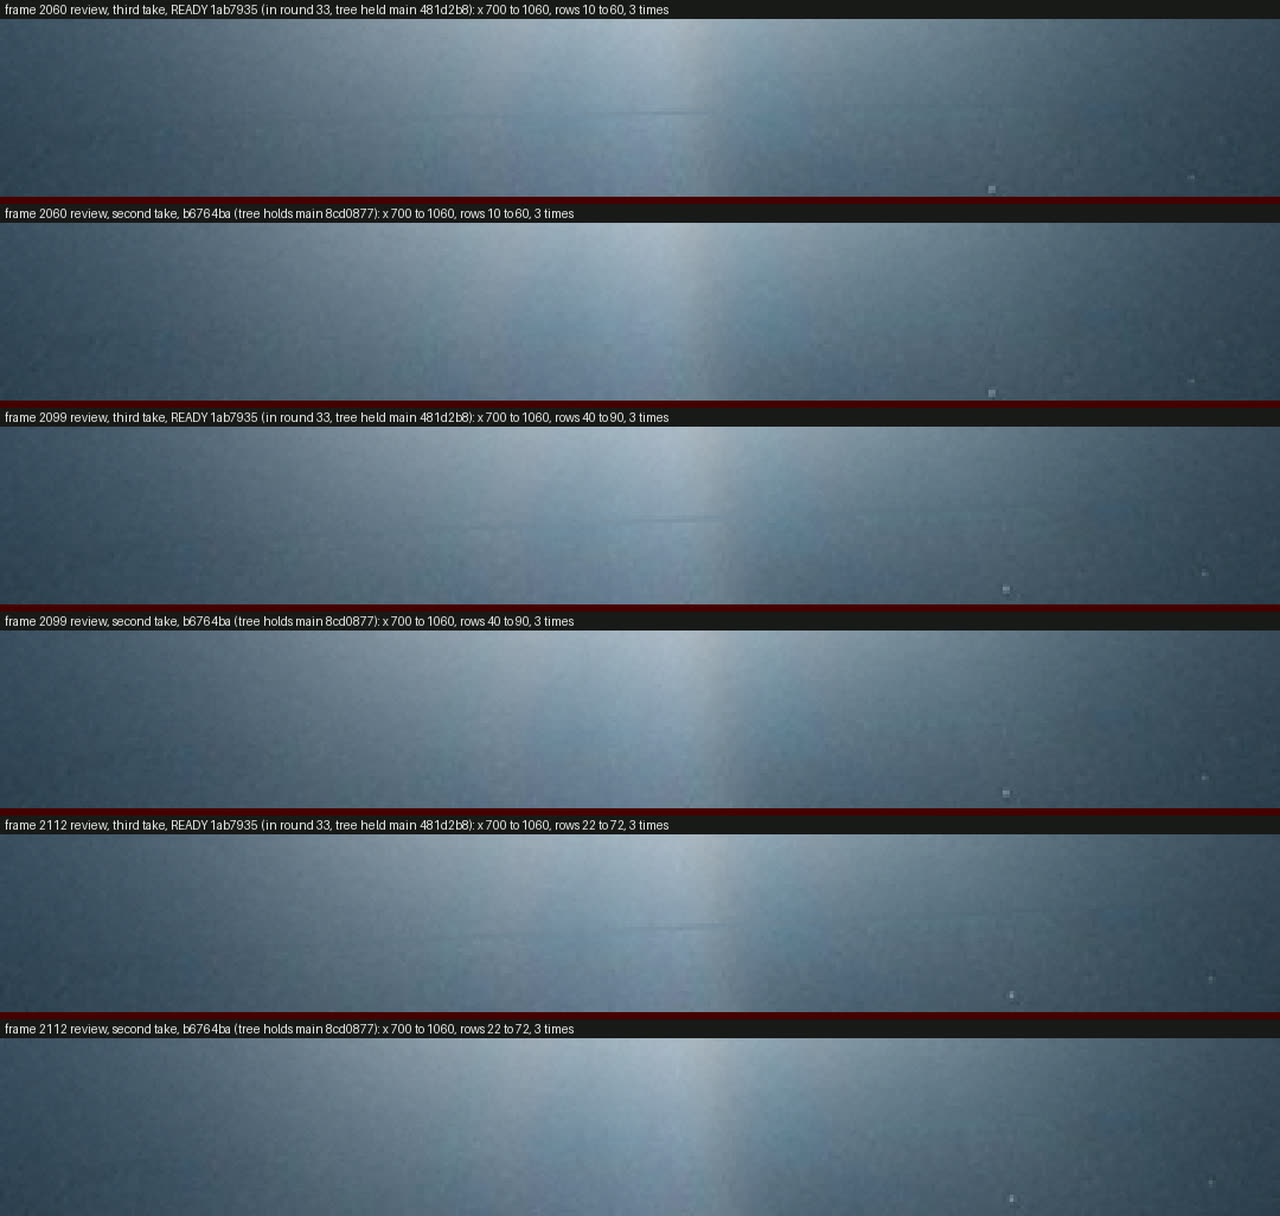 frame 2060 review, third take, READY 1ab7935 (in round 33, tree held main 481d2b8): x 700 to 1060, rows 10 to 60, 3 times
frame 2060 review, second take, b6764ba (tree holds main 8cd0877): x 700 to 1060, rows 10 to 60, 3 times
frame 2099 review, third take, READY 1ab7935 (in round 33, tree held main 481d2b8): x 700 to 1060, rows 40 to 90, 3 times
frame 2099 review, second take, b6764ba (tree holds main 8cd0877): x 700 to 1060, rows 40 to 90, 3 times
frame 2112 review, third take, READY 1ab7935 (in round 33, tree held main 481d2b8): x 700 to 1060, rows 22 to 72, 3 times
frame 2112 review, second take, b6764ba (tree holds main 8cd0877): x 700 to 1060, rows 22 to 72, 3 times